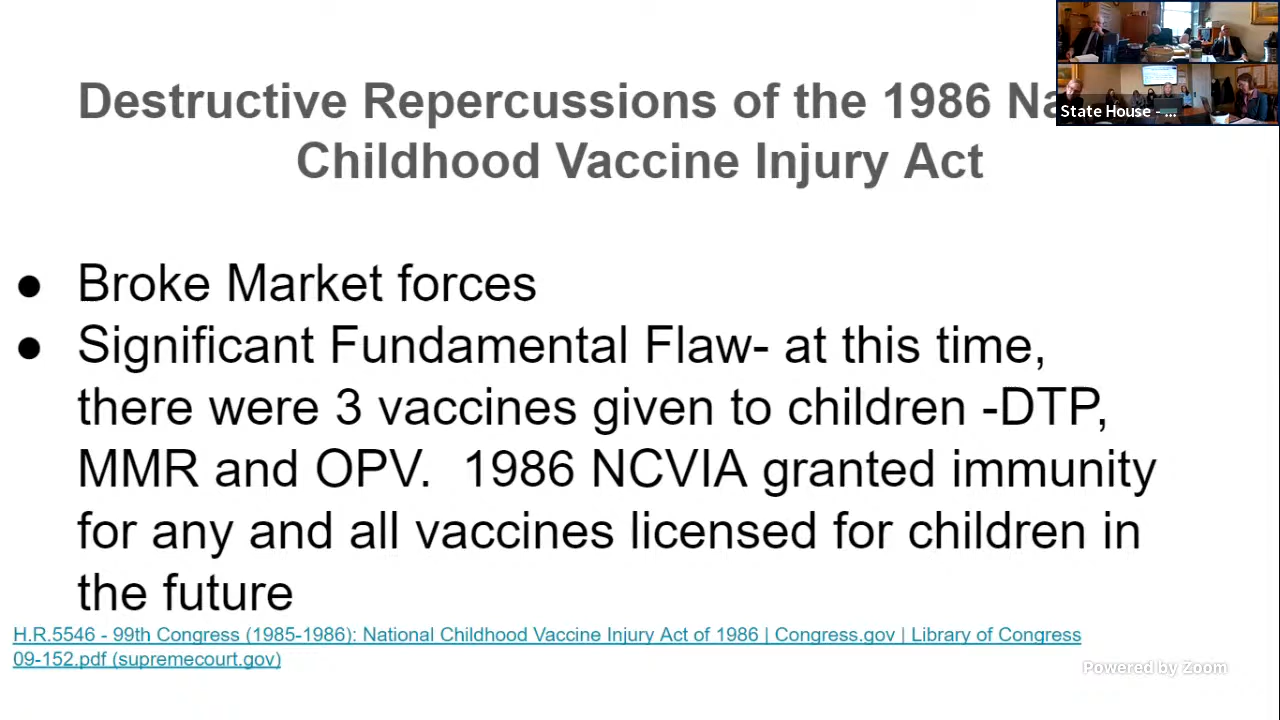 Destructive Repercussions of the 1986 Na
Childhood Vaccine Injury Act
State House - ...
● Broke Market forces
● Significant Fundamental Flaw- at this time,
there were 3 vaccines given to children -DTP,
MMR and OPV.  1986 NCVIA granted immunity
for any and all vaccines licensed for children in
the future
H.R.5546 - 99th Congress (1985-1986): National Childhood Vaccine Injury Act of 1986 | Congress.gov | Library of Congress
09-152.pdf (supremecourt.gov)
Powered by Zoom